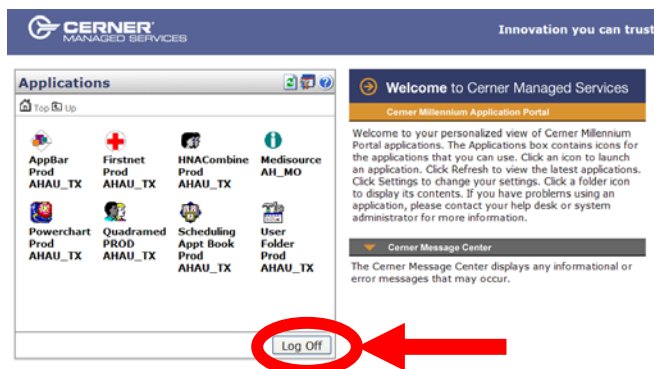 CERNER
MANAGED SERVICES
Innovation you can trust
Applications
Top Up
AppBar
Prod
AHAU_TX
Firstnet
Prod
AHAU_TX
HNACombine
Prod
AHAU_TX
Medisource
AH_MO
Powerchart
Prod
AHAU_TX
Quadramed
PROD
AHAU_TX
Scheduling
Appt Book
Prod
AHAU_TX
User
Folder
Prod
AHAU_TX
Log Off
Welcome to Cerner Managed Services
Cerner Millennium Application Portal
Welcome to your personalized view of Cerner Millennium
Portal applications. The Applications box contains icons for
the applications that you can use. Click an icon to launch
an application. Click Refresh to view the latest applications.
Click Settings to change your settings. Click a folder icon
to display its contents. If you have problems using an
application, please contact your help desk or system
administrator for more information.
Cerner Message Center
The Cerner Message Center displays any informational or
error messages that may occur.